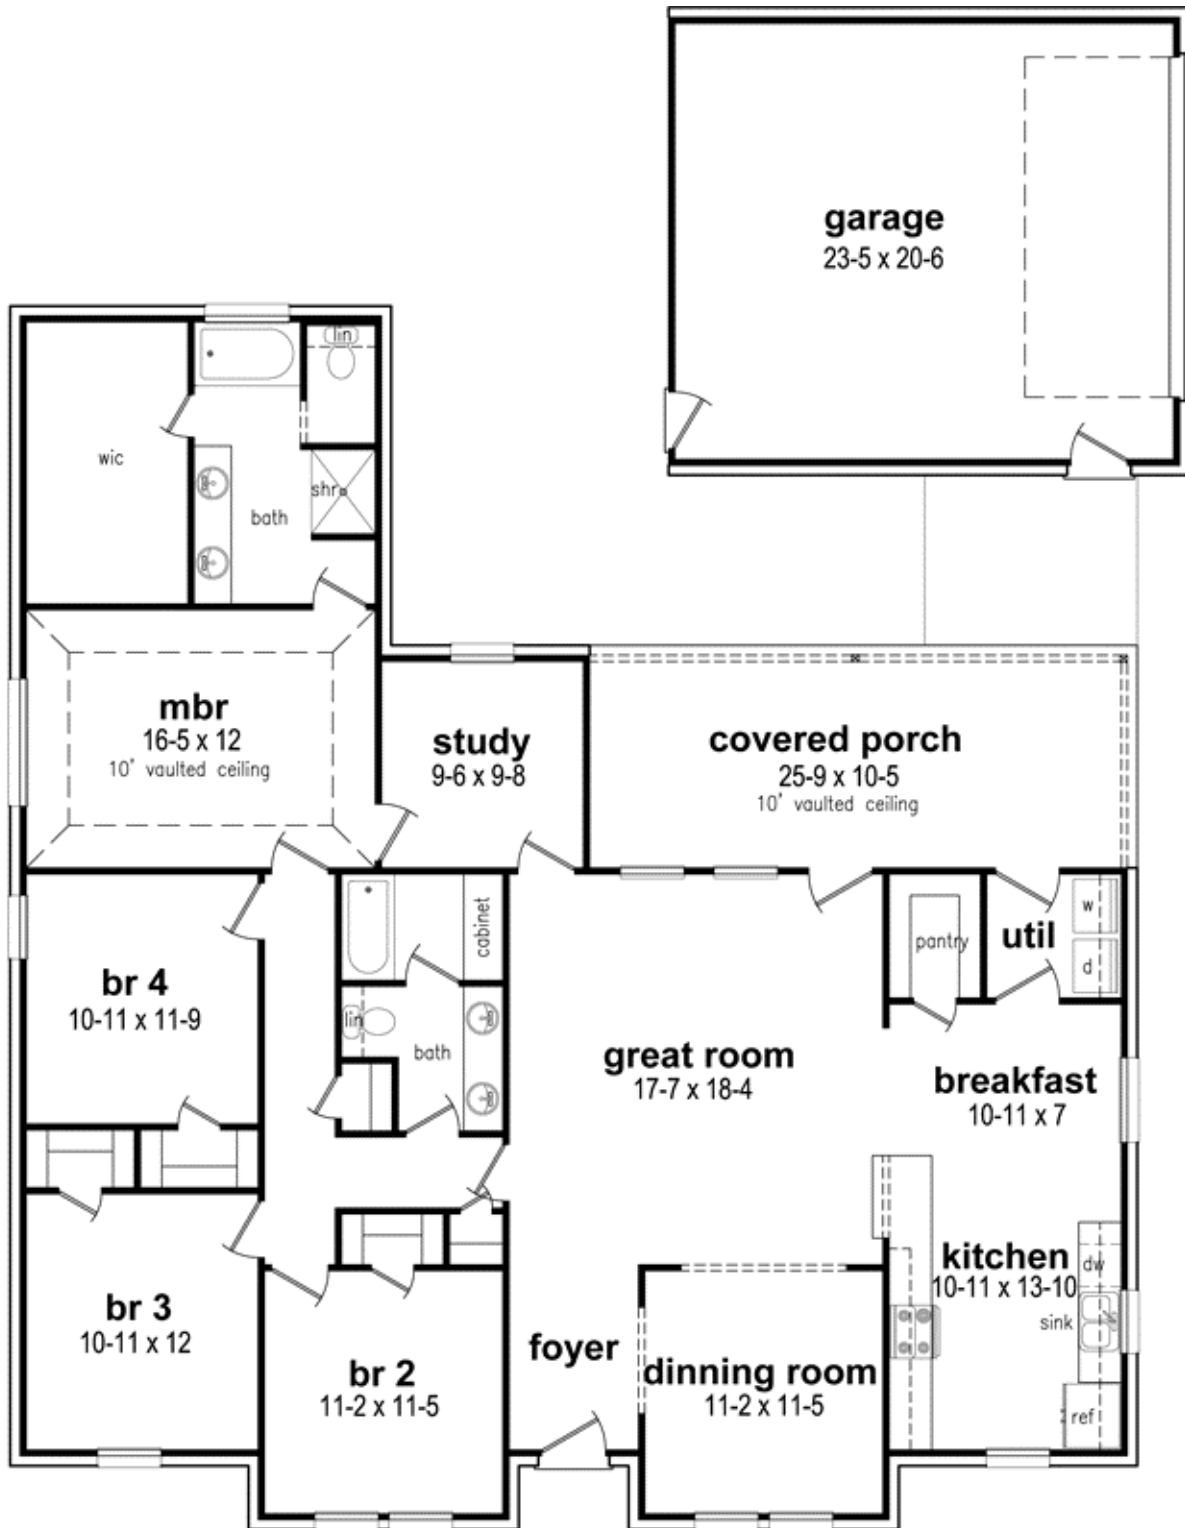 garage
23-5 x 20-6
lin
wic
shr
bath
mbr
16-5 x 12
10' vaulted ceiling
study
9-6 x 9-8
covered porch
25-9 x 10-5
10' vaulted ceiling
br 4
10-11 x 11-9
cabinet
lin
bath
great room
17-7 x 18-4
pantry
util
w
d
breakfast
10-11 x 7
kitchen
10-11 x 13-10
dw
sink
ref
br 3
10-11 x 12
br 2
11-2 x 11-5
foyer
dinning room
11-2 x 11-5